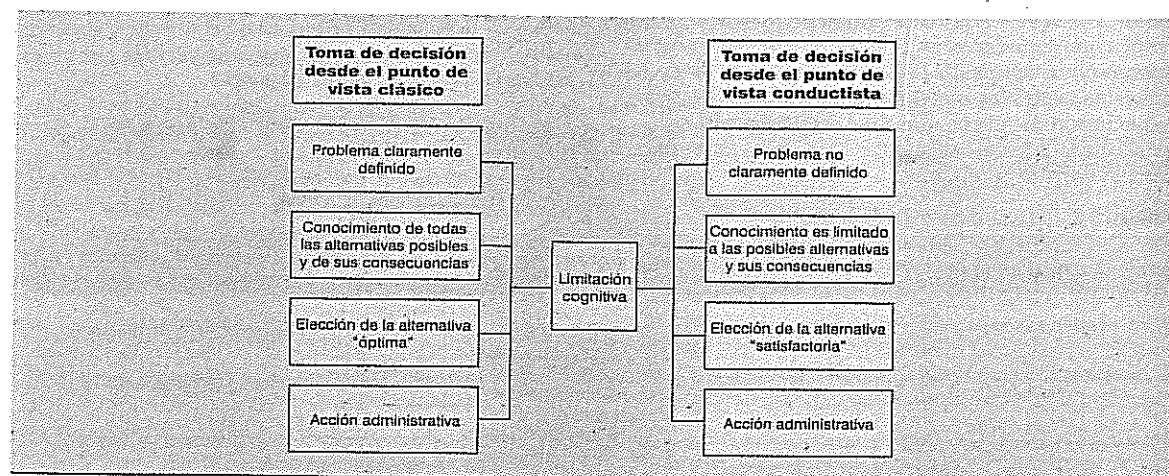 Toma de decisión
desde el punto de
vista clásico
Problema claramente
definido
Conocimiento de todas
las alternativas posibles
y de sus consecuencias
Elección de la alternativa
"óptima"
Acción administrativa
Limitación
cognitiva
Toma de decisión
desde el punto de
vista conductista
Problema no
claramente definido
Conocimiento es limitado
a las posibles alternativas
y sus consecuencias
Elección de la alternativa
"satisfactoria"
Acción administrativa